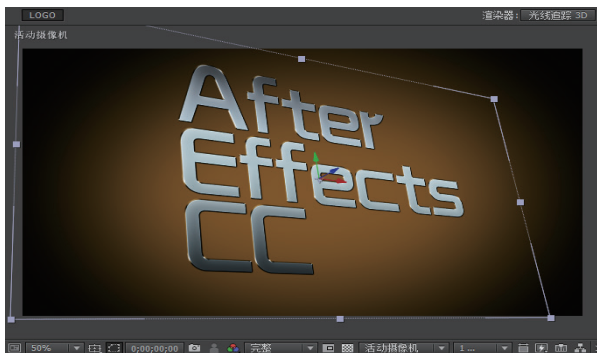 LOGO
渲染器: 光线追踪 3D
活动摄像机
After
Effects
CC
50%
0;00;00;00
完整
活动摄像机
1 ...